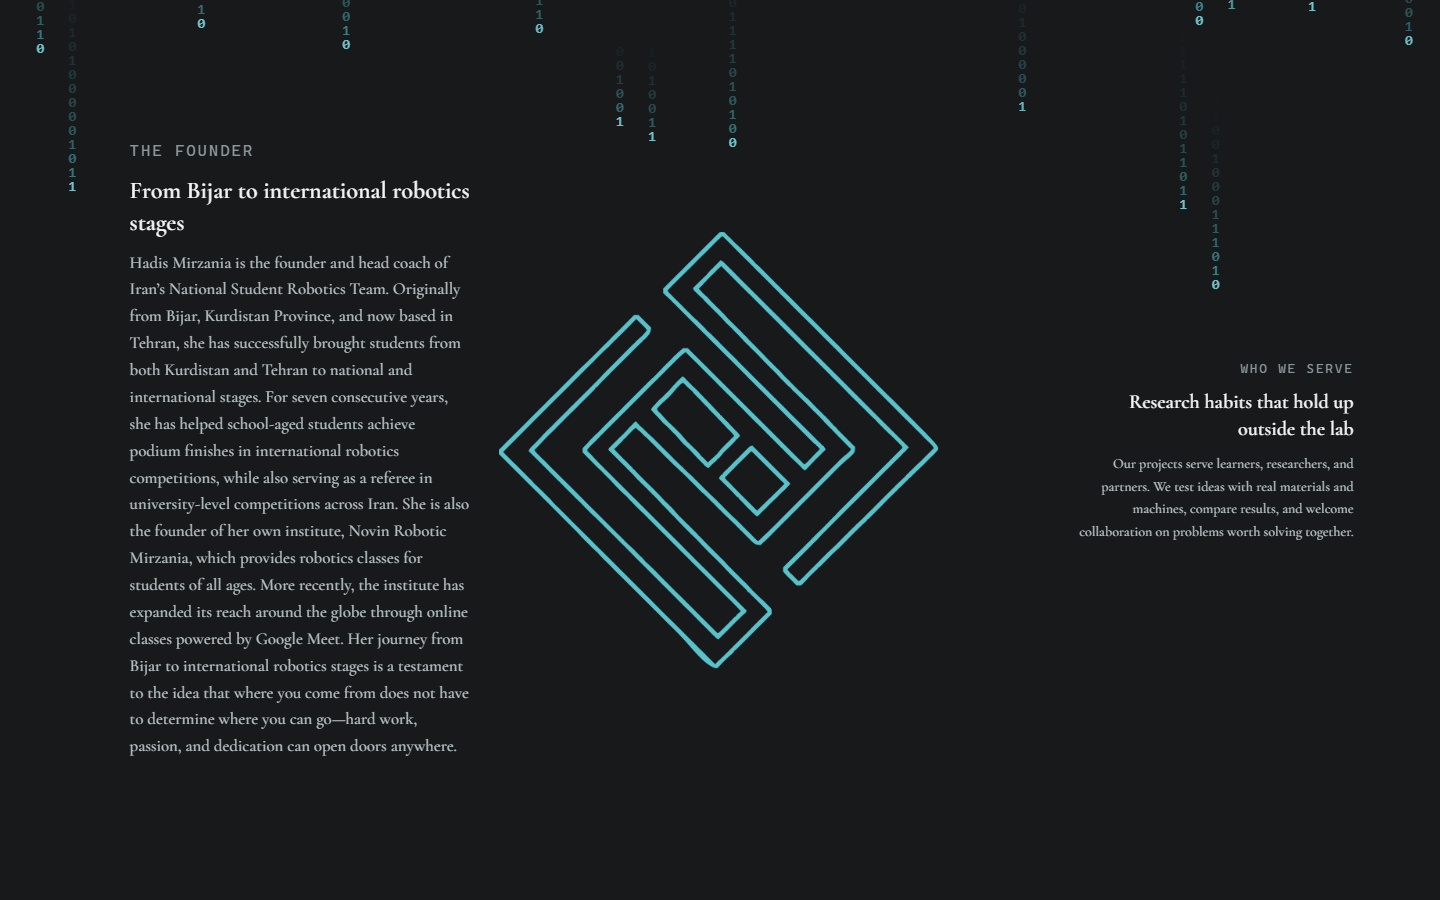 THE FOUNDER
From Bijar to international robotics
stages
Hadis Mirzania is the founder and head coach of
Iran’s National Student Robotics Team. Originally
from Bijar, Kurdistan Province, and now based in
Tehran, she has successfully brought students from
both Kurdistan and Tehran to national and
international stages. For seven consecutive years,
she has helped school-aged students achieve
podium finishes in international robotics
competitions, while also serving as a referee in
university-level competitions across Iran. She is also
the founder of her own institute, Novin Robotic
Mirzania, which provides robotics classes for
students of all ages. More recently, the institute has
expanded its reach around the globe through online
classes powered by Google Meet. Her journey from
Bijar to international robotics stages is a testament
to the idea that where you come from does not have
to determine where you can go—hard work,
passion, and dedication can open doors anywhere.
WHO WE SERVE
Research habits that hold up
outside the lab
Our projects serve learners, researchers, and
partners. We test ideas with real materials and
machines, compare results, and welcome
collaboration on problems worth solving together.